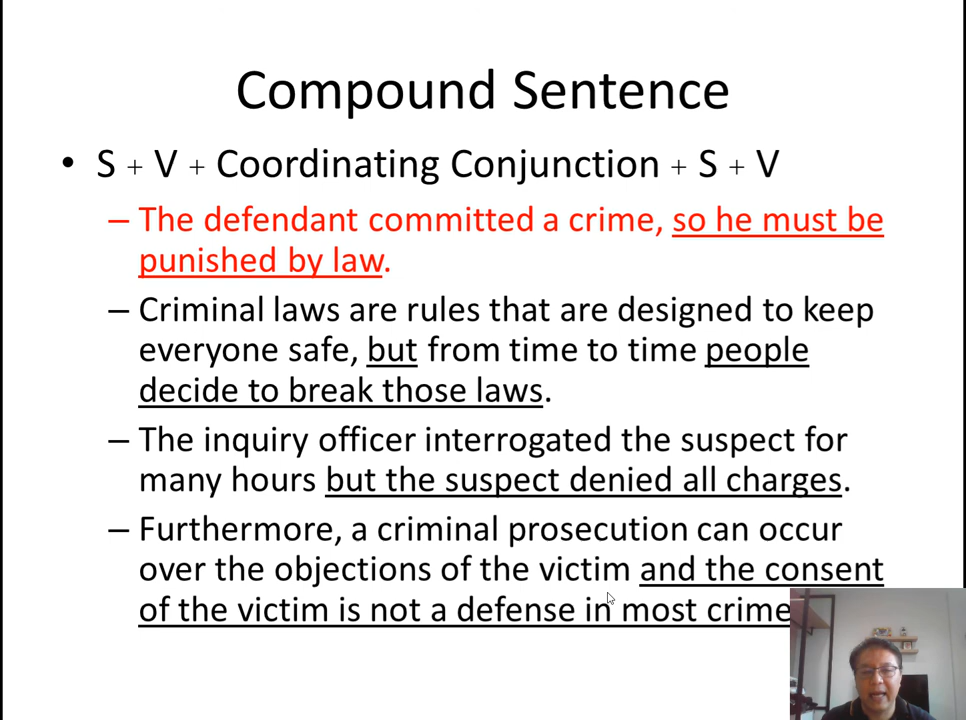 Compound Sentence
• S + V + Coordinating Conjunction + S + V
– The defendant committed a crime, so he must be
punished by law.
– Criminal laws are rules that are designed to keep
everyone safe, but from time to time people
decide to break those laws.
– The inquiry officer interrogated the suspect for
many hours but the suspect denied all charges.
– Furthermore, a criminal prosecution can occur
over the objections of the victim and the consent
of the victim is not a defense in most crime